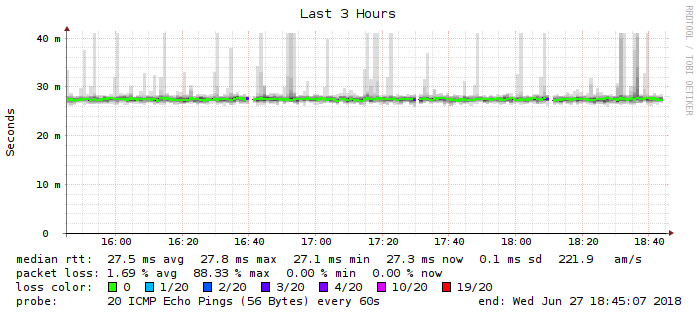 Last 3 Hours
RRDTOOL / TOBI OETIKER
Seconds
40 m
30 m
20 m
10 m
0
16:00 16:20 16:40 17:00 17:20 17:40 18:00 18:20 18:40
median rtt: 27.5 ms avg 27.8 ms max 27.1 ms min 27.3 ms now 0.1 ms sd 221.9 am/s
packet loss: 1.69 % avg 88.33 % max 0.00 % min 0.00 % now
loss color: 0 1/20 2/20 3/20 4/20 10/20 19/20
probe: 20 ICMP Echo Pings (56 Bytes) every 60s end: Wed Jun 27 18:45:07 2018